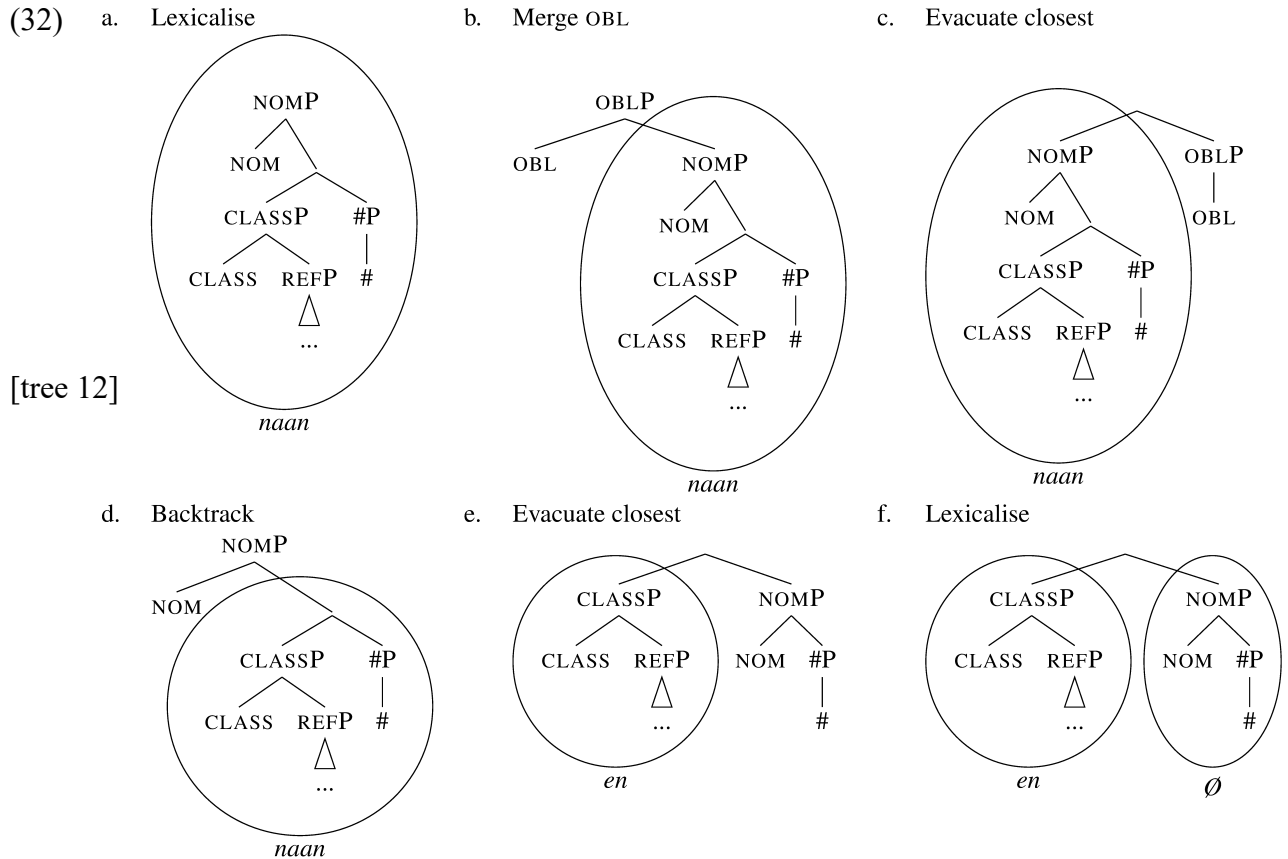 (32) a. Lexicalise b. Merge OBL c. Evacuate closest
NOMP
NOM
CLASSP #P
CLASS REFP #
...
naan
OBLP
OBL NOMP
NOM
CLASSP #P
CLASS REFP #
...
naan
NOMP OBLP
NOM OBL
CLASSP #P
CLASS REFP #
...
naan
[tree 12]
d. Backtrack e. Evacuate closest f. Lexicalise
NOMP
NOM
CLASSP #P
CLASS REFP #
...
naan
CLASSP NOMP
CLASS REFP NOM #P
... #
en
CLASSP NOMP
CLASS REFP NOM #P
... #
en Ø